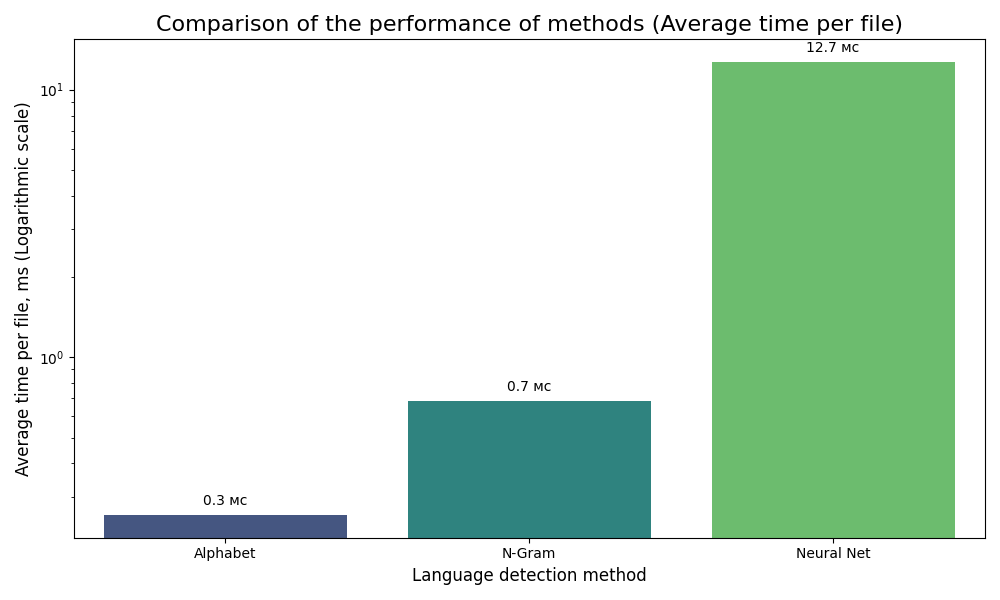 Comparison of the performance of methods (Average time per file)
Average time per file, ms (Logarithmic scale)
10¹
10⁰
0.3 мс
0.7 мс
12.7 мс
Alphabet
N-Gram
Neural Net
Language detection method